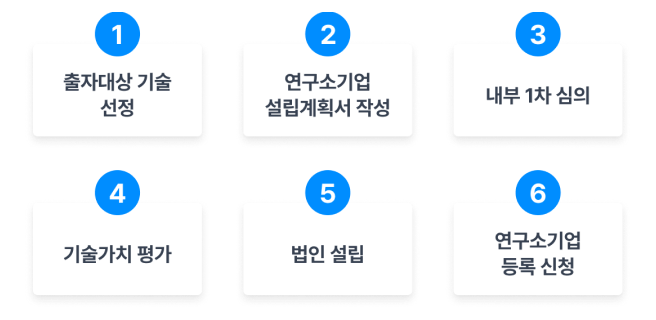 1
출자대상 기술
선정
2
연구소기업
설립계획서 작성
3
내부 1차 심의
4
기술가치 평가
5
법인 설립
6
연구소기업
등록 신청